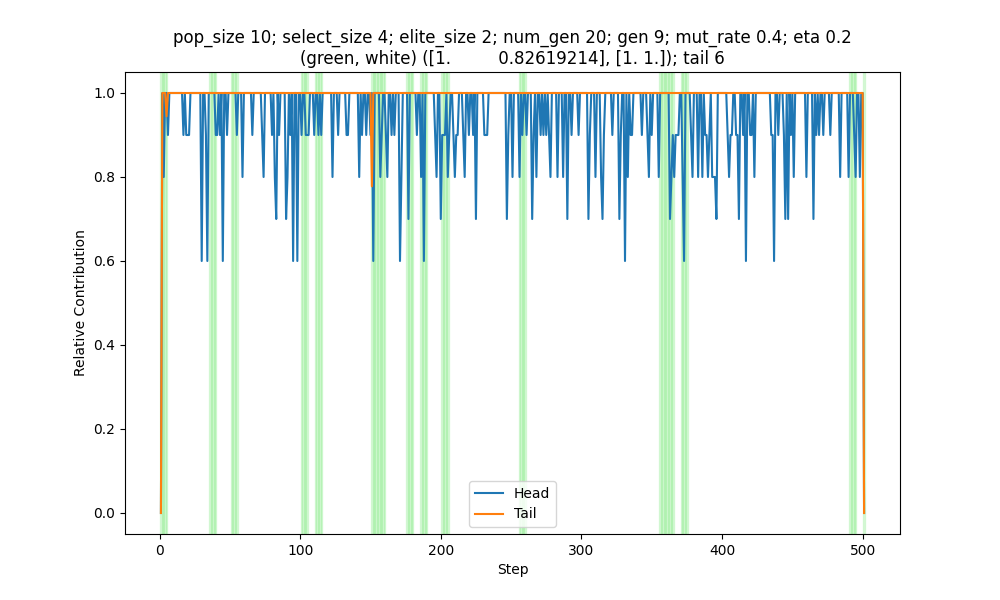 pop_size 10; select_size 4; elite_size 2; num_gen 20; gen 9; mut_rate 0.4; eta 0.2
(green, white) ([1.         0.82619214], [1. 1.]); tail 6
1.0
0.8
0.6
0.4
0.2
0.0
Relative Contribution
Head
Tail
0
100
200
300
400
500
Step